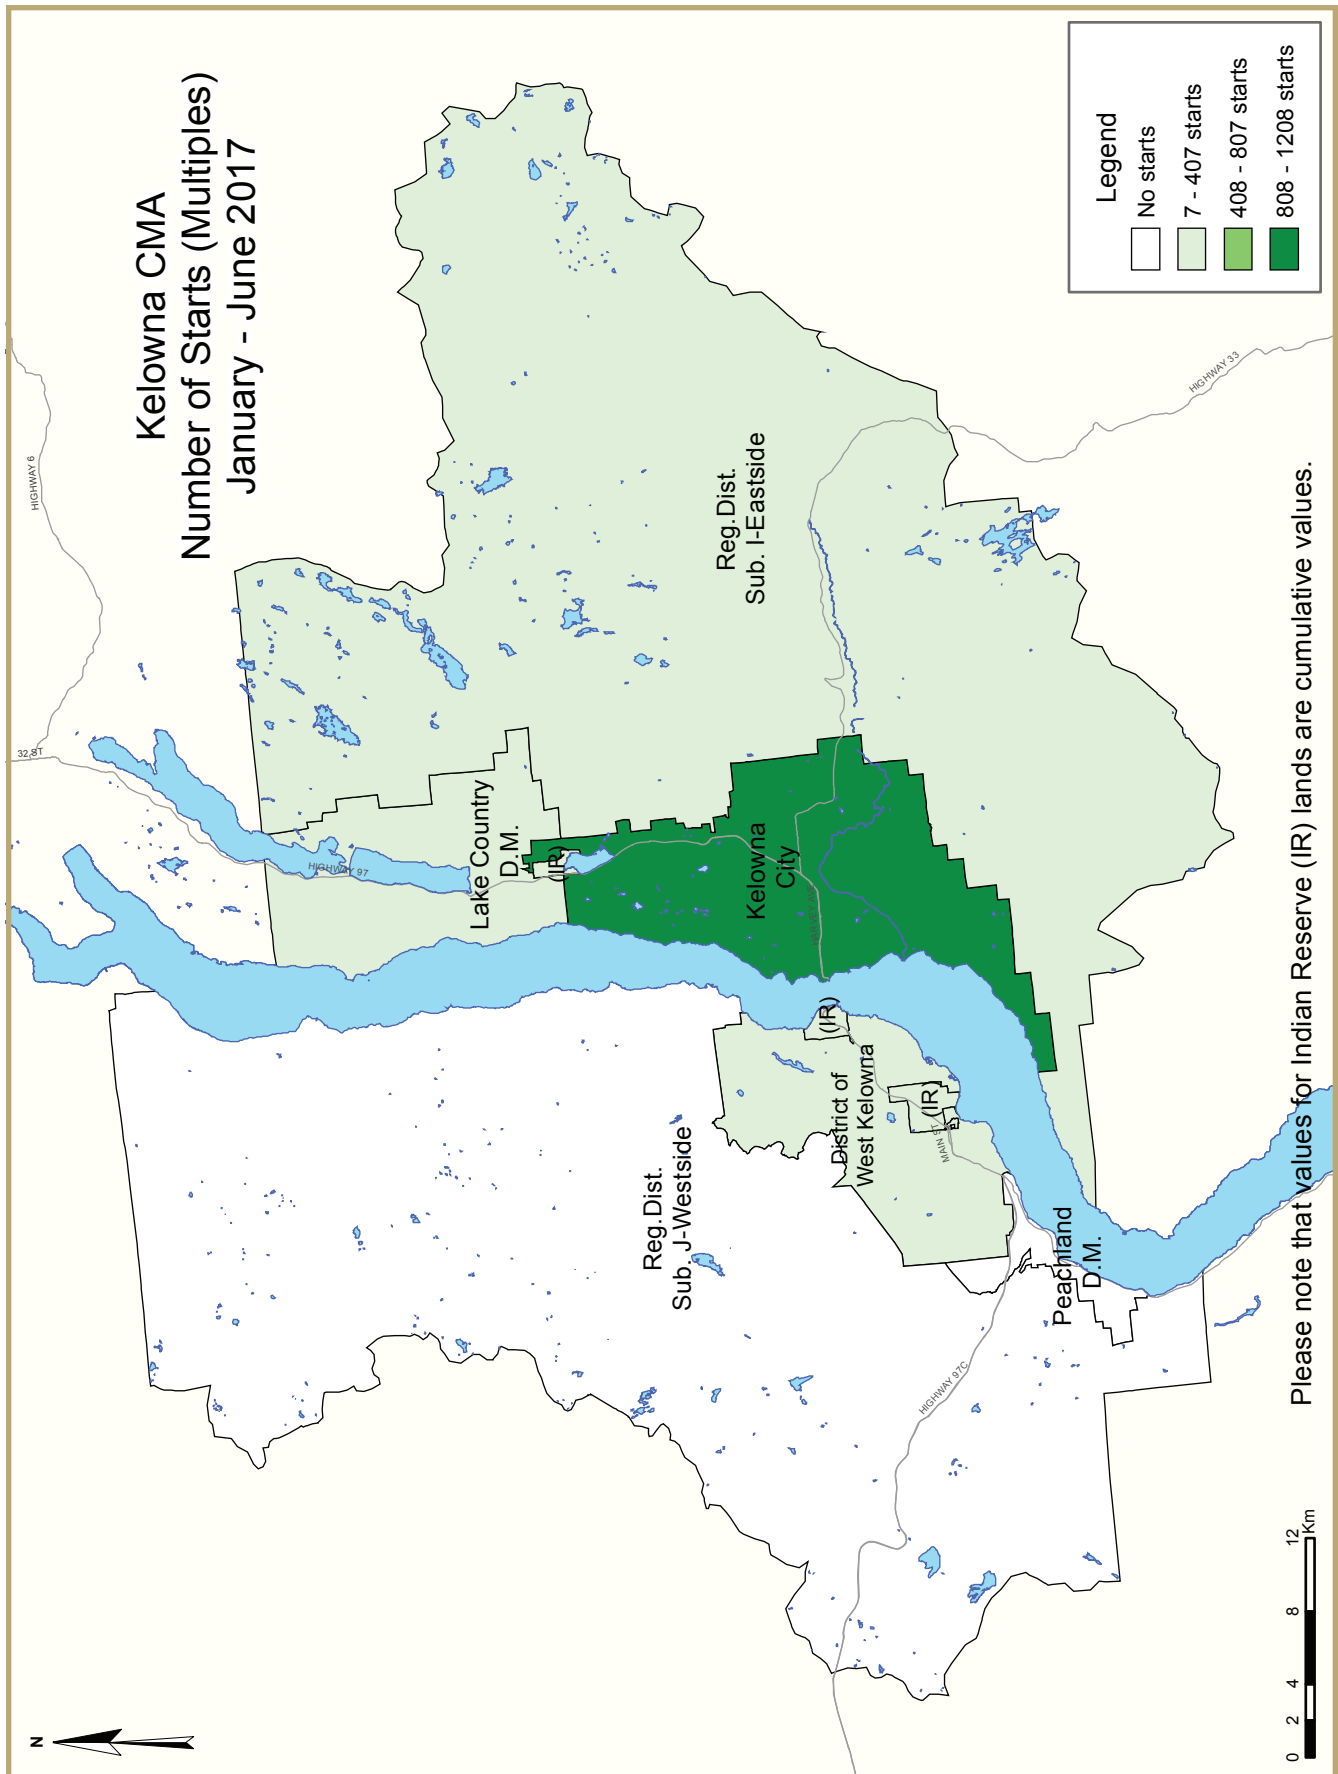 Kelowna CMA
Number of Starts (Multiples)
January - June 2017
N
HIGHWAY 6
32 ST
HIGHWAY 97
Lake Country
D.M.
(IR)
Reg.Dist.
Sub. I-Eastside
Kelowna
City
HIGHWAY 33
Reg.Dist.
Sub. J-Westside
(IR)
District of
West Kelowna
(IR)
MAIN ST
Peachland
D.M.
HIGHWAY 97C
Legend
No starts
7 - 407 starts
408 - 807 starts
808 - 1208 starts
0 2 4 8 12
Km
Please note that values for Indian Reserve (IR) lands are cumulative values.